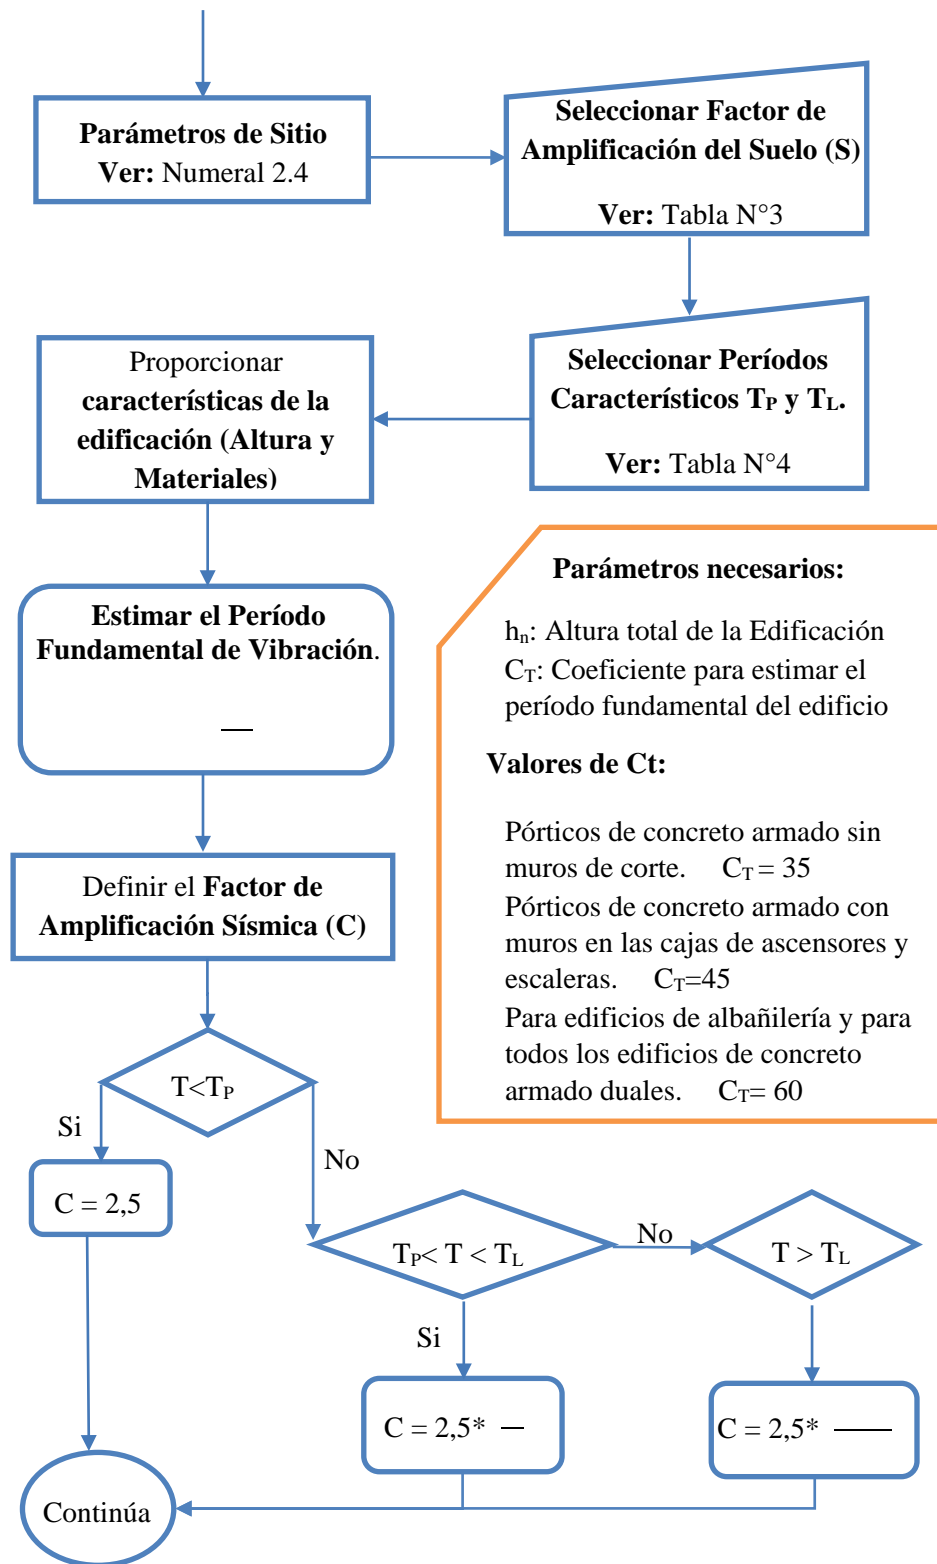 Parámetros de Sitio
Ver: Numeral 2.4
Seleccionar Factor de
Amplificación del Suelo (S)
Ver: Tabla N°3
Seleccionar Períodos
Característicos TP y TL.
Ver: Tabla N°4
Proporcionar
características de la
edificación (Altura y
Materiales)
Estimar el Período
Fundamental de Vibración.
Parámetros necesarios:
hn: Altura total de la Edificación
CT: Coeficiente para estimar el
período fundamental del edificio
Valores de Ct:
Pórticos de concreto armado sin
muros de corte. CT = 35
Pórticos de concreto armado con
muros en las cajas de ascensores y
escaleras. CT=45
Para edificios de albañilería y para
todos los edificios de concreto
armado duales. CT= 60
Definir el Factor de
Amplificación Sísmica (C)
T<TP
Si
No
C = 2,5
TP< T < TL
No
T > TL
Si
C = 2,5* —
C = 2,5* ——
Continúa